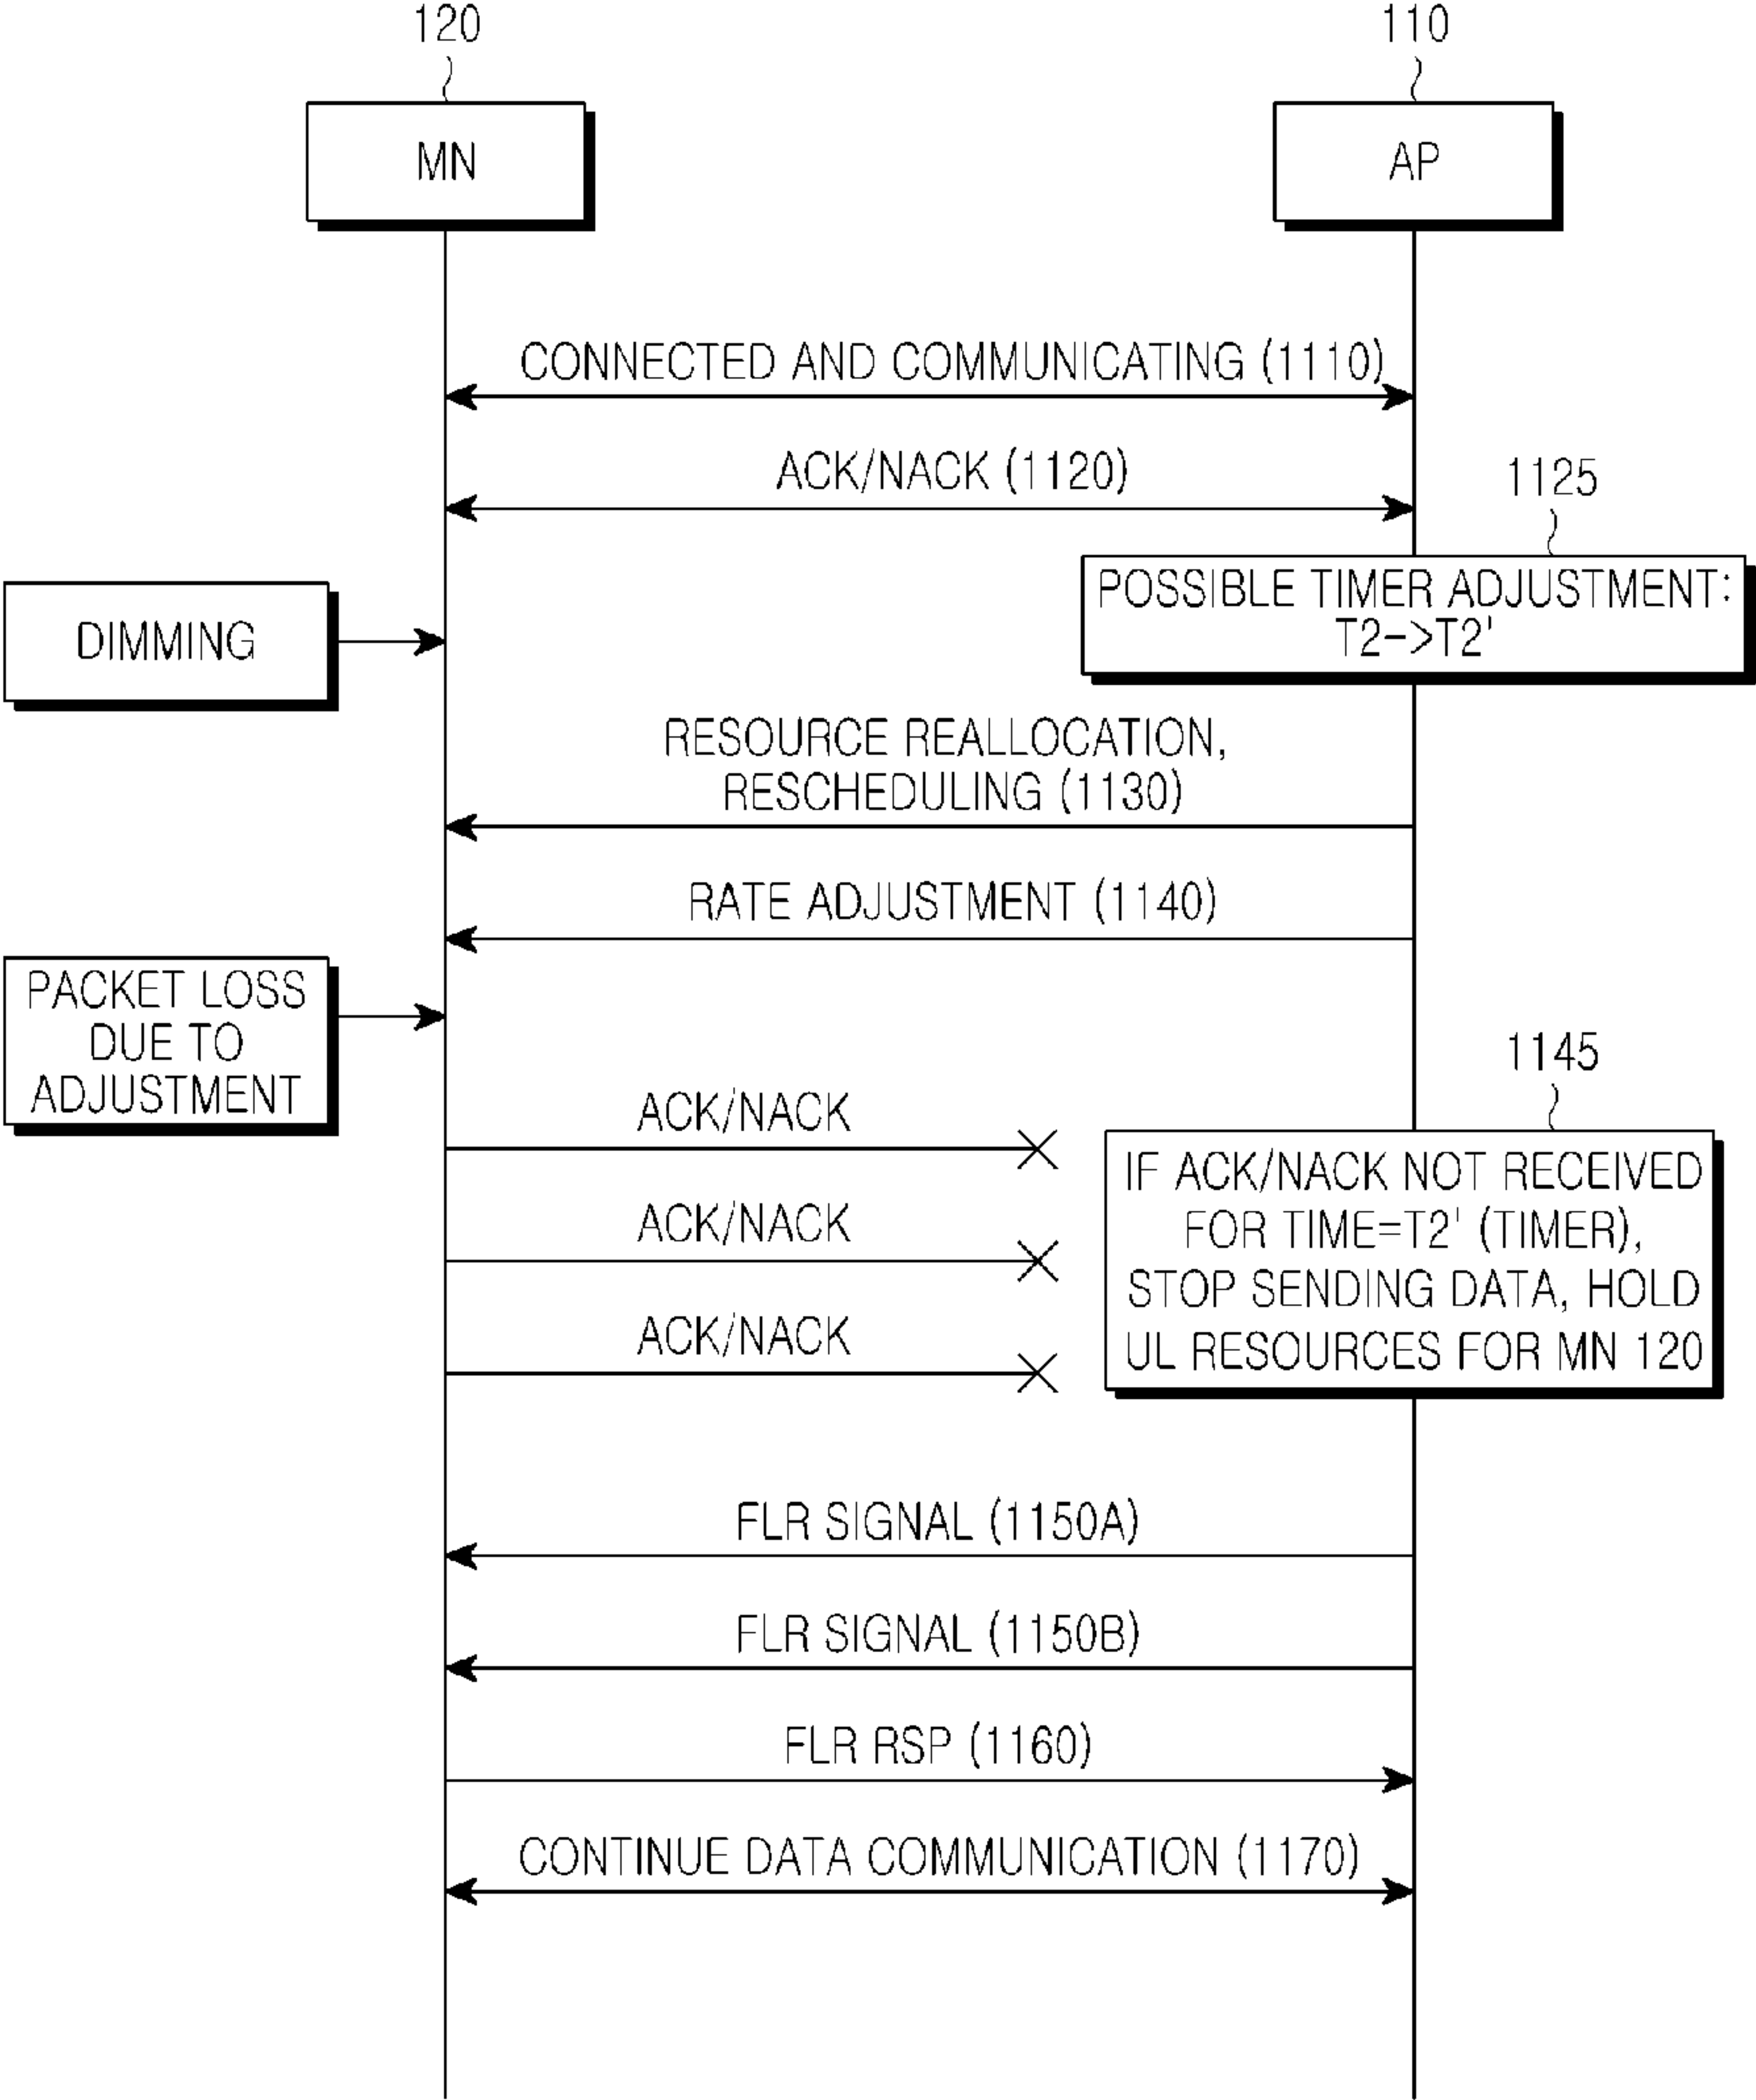 120
110
MN
AP
CONNECTED AND COMMUNICATING (1110)
ACK/NACK (1120)
1125
POSSIBLE TIMER ADJUSTMENT:
T2->T2'
DIMMING
RESOURCE REALLOCATION,
RESCHEDULING (1130)
RATE ADJUSTMENT (1140)
PACKET LOSS
DUE TO
ADJUSTMENT
1145
ACK/NACK
ACK/NACK
ACK/NACK
IF ACK/NACK NOT RECEIVED
FOR TIME=T2' (TIMER),
STOP SENDING DATA, HOLD
UL RESOURCES FOR MN 120
FLR SIGNAL (1150A)
FLR SIGNAL (1150B)
FLR RSP (1160)
CONTINUE DATA COMMUNICATION (1170)